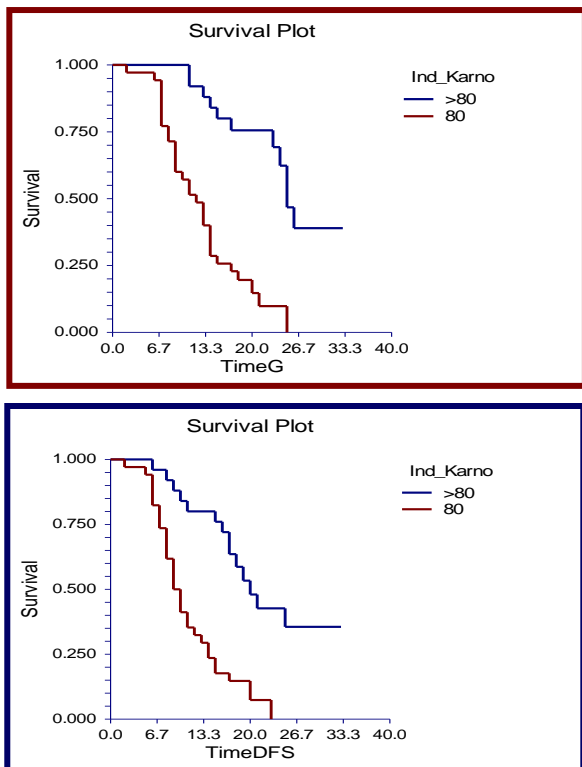 Survival Plot
1.000
0.750
0.500
0.250
0.000
Survival
0.0 6.7 13.3 20.0 26.7 33.3 40.0
TimeG
Ind_Karno
>80
80
Survival Plot
1.000
0.750
0.500
0.250
0.000
Survival
0.0 6.7 13.3 20.0 26.7 33.3 40.0
TimeDFS
Ind_Karno
>80
80